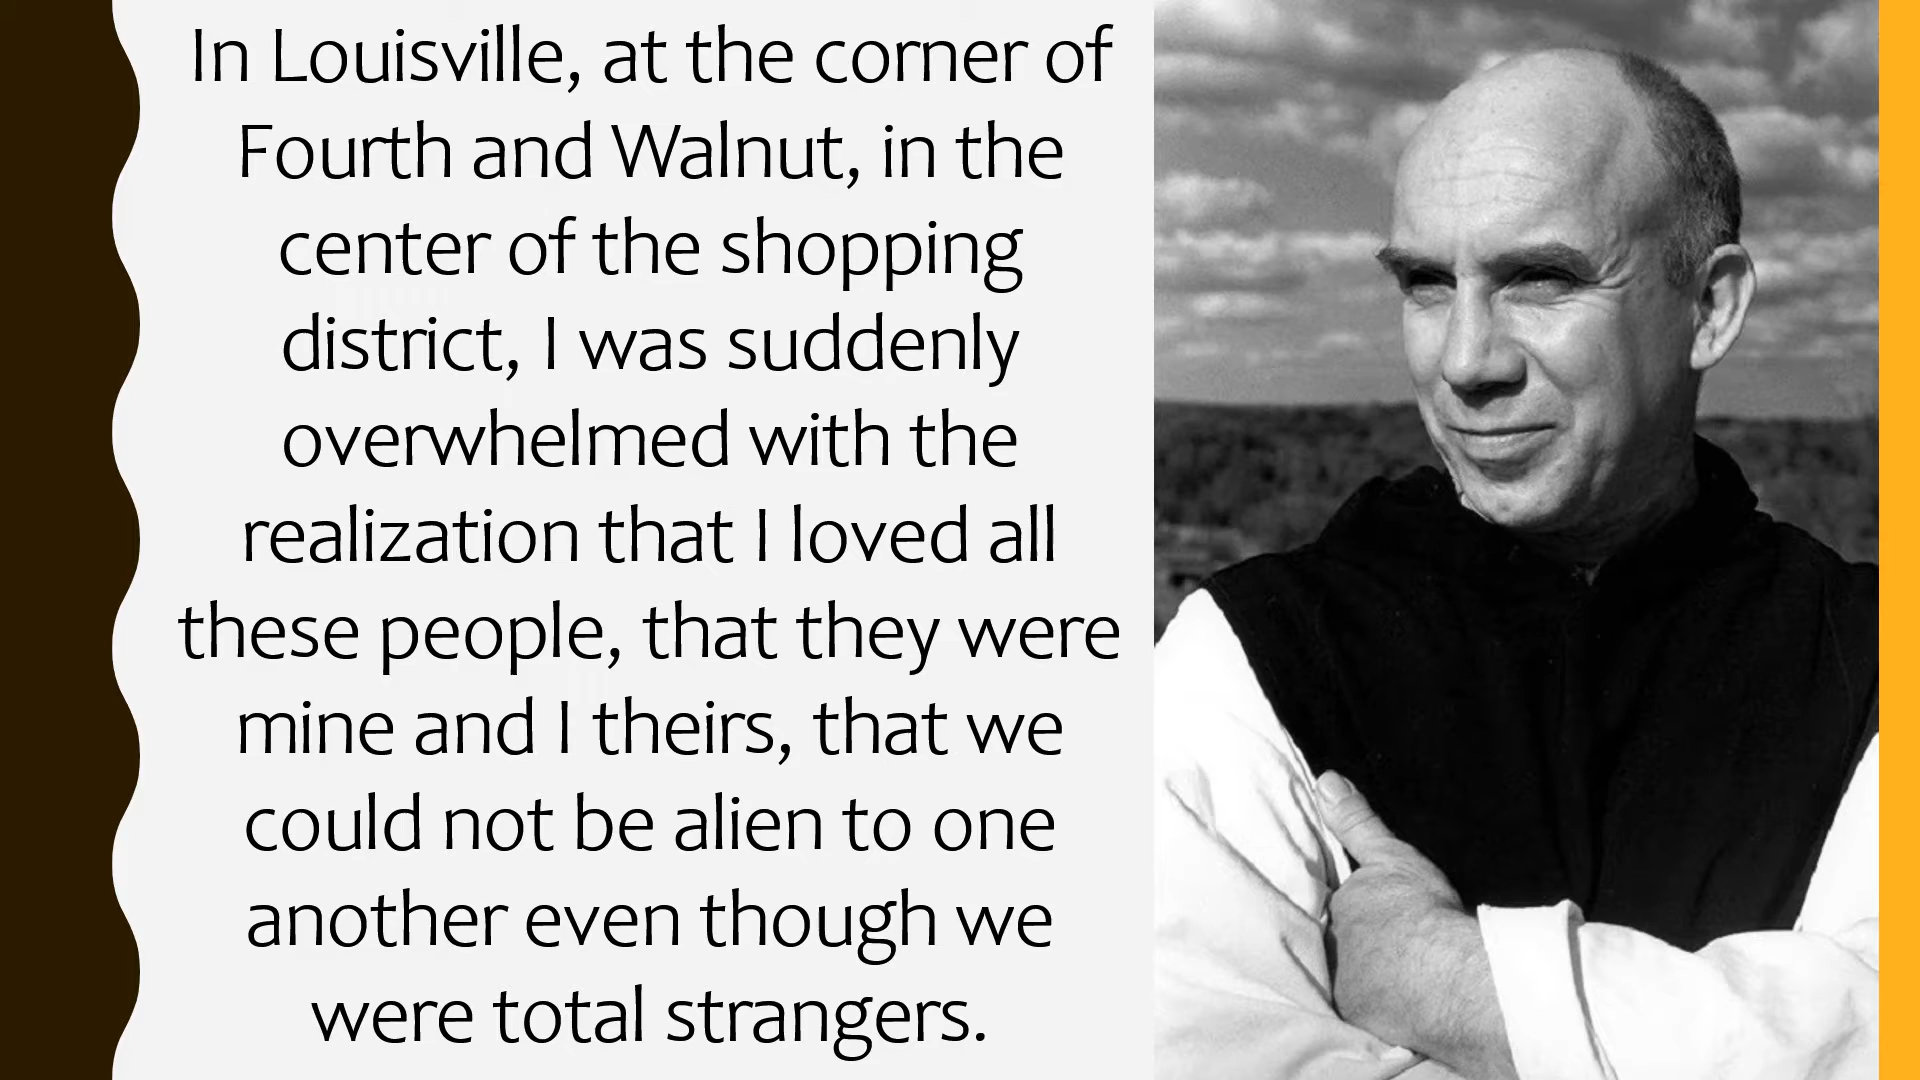 In Louisville, at the corner of
Fourth and Walnut, in the
center of the shopping
district, I was suddenly
overwhelmed with the
realization that I loved all
these people, that they were
mine and I theirs, that we
could not be alien to one
another even though we
were total strangers.